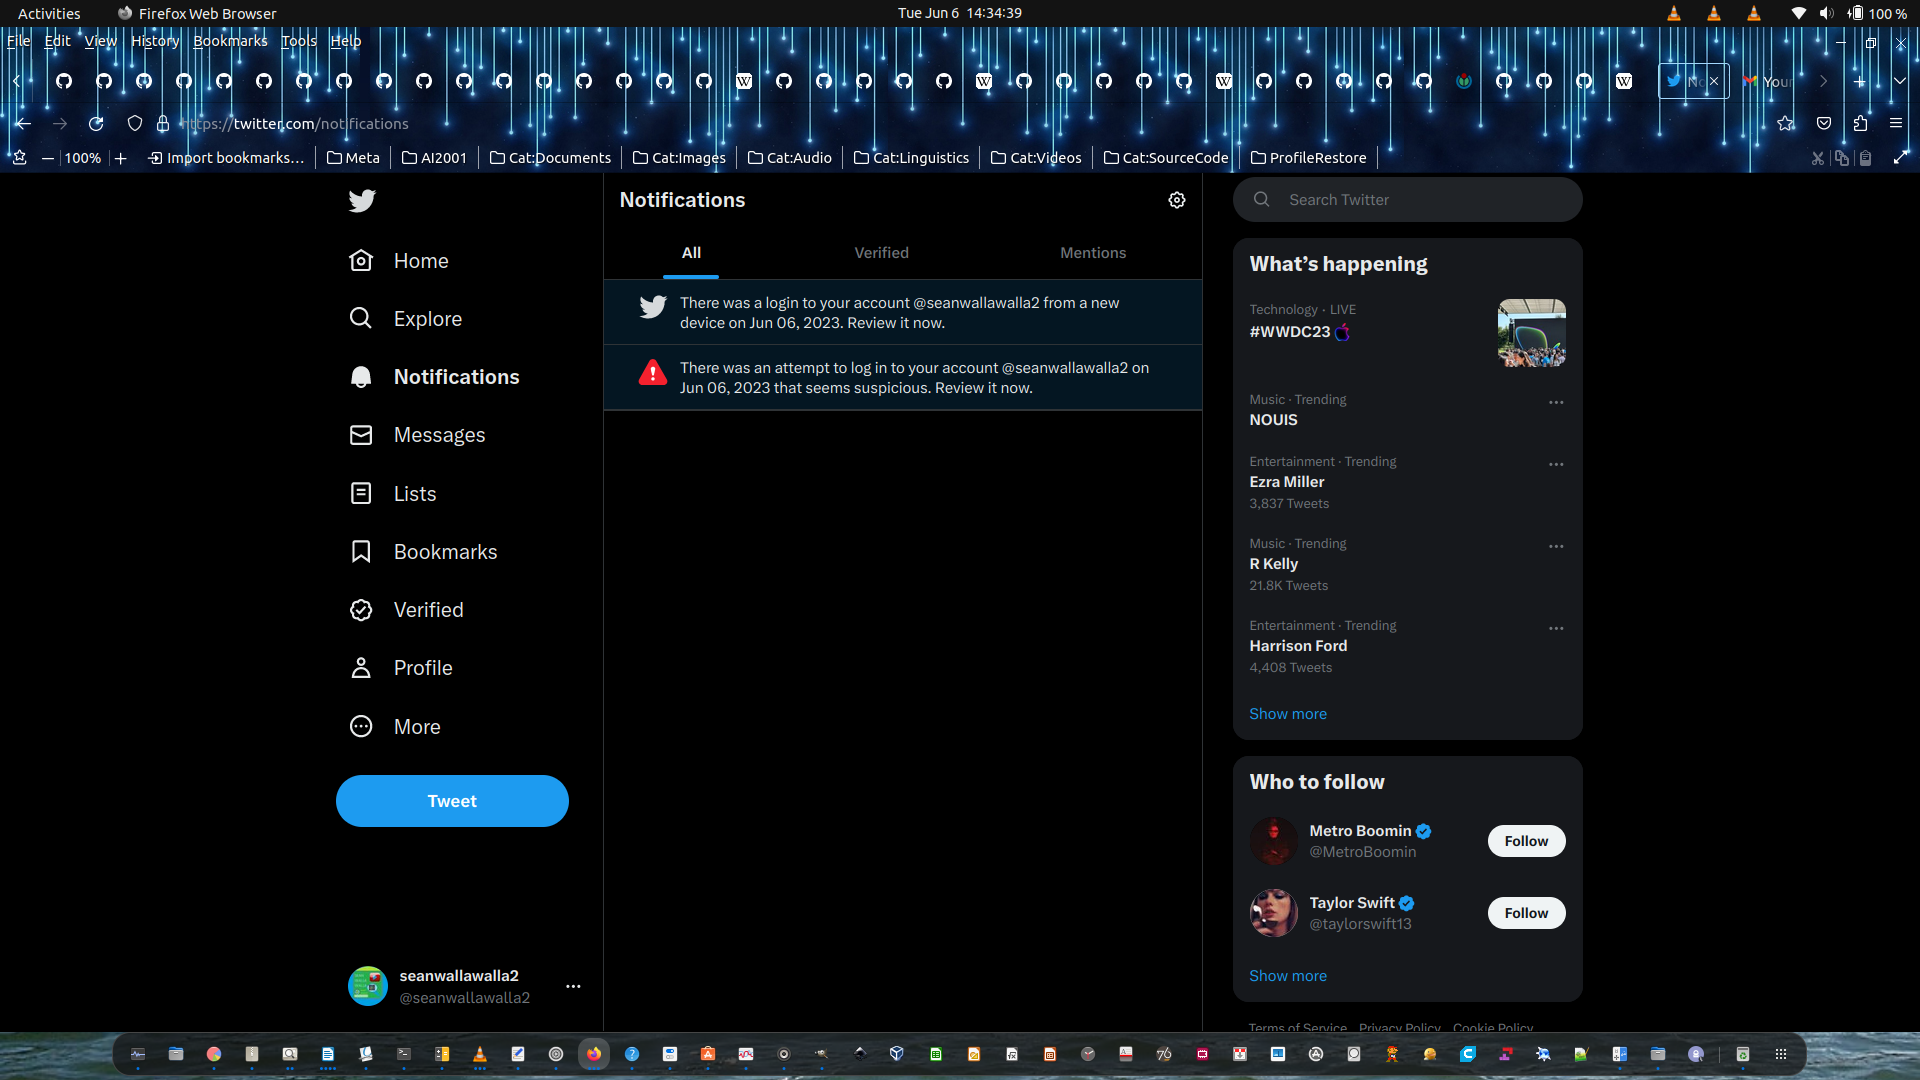 Activities
Firefox Web Browser
Tue Jun 6 14:34:39
100 %
File Edit View History Bookmarks Tools Help
Your
https://twitter.com/notifications
100%
Import bookmarks...
Meta
AI2001
Cat:Documents
Cat:Images
Cat:Audio
Cat:Linguistics
Cat:Videos
Cat:SourceCode
ProfileRestore
Home
Explore
Notifications
Messages
Lists
Bookmarks
Verified
Profile
More
Tweet
seanwallawalla2
@seanwallawalla2
Notifications
All
Verified
Mentions
There was a login to your account @seanwallawalla2 from a new
device on Jun 06, 2023. Review it now.
There was an attempt to log in to your account @seanwallawalla2 on
Jun 06, 2023 that seems suspicious. Review it now.
Search Twitter
What's happening
Technology · LIVE
#WWDC23
Music · Trending
NOUIS
Entertainment · Trending
Ezra Miller
3,837 Tweets
Music · Trending
R Kelly
21.8K Tweets
Entertainment · Trending
Harrison Ford
4,408 Tweets
Show more
Who to follow
Metro Boomin
@MetroBoomin
Follow
Taylor Swift
@taylorswift13
Follow
Show more
Terms of Service Privacy Policy Cookie Policy